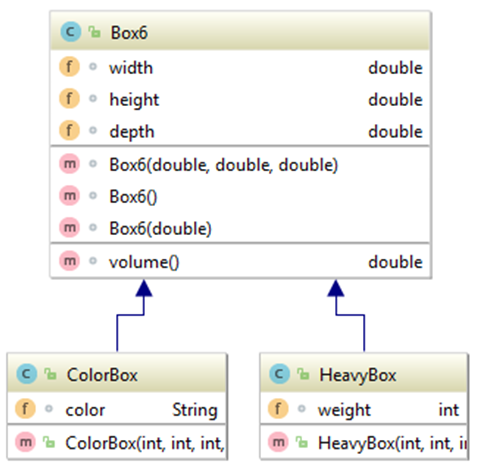 C Box6
f width double
f height double
f depth double
m Box6(double, double, double)
m Box6()
m Box6(double)
m volume() double
C ColorBox
f color String
m ColorBox(int, int, int,
C HeavyBox
f weight int
m HeavyBox(int, int, i